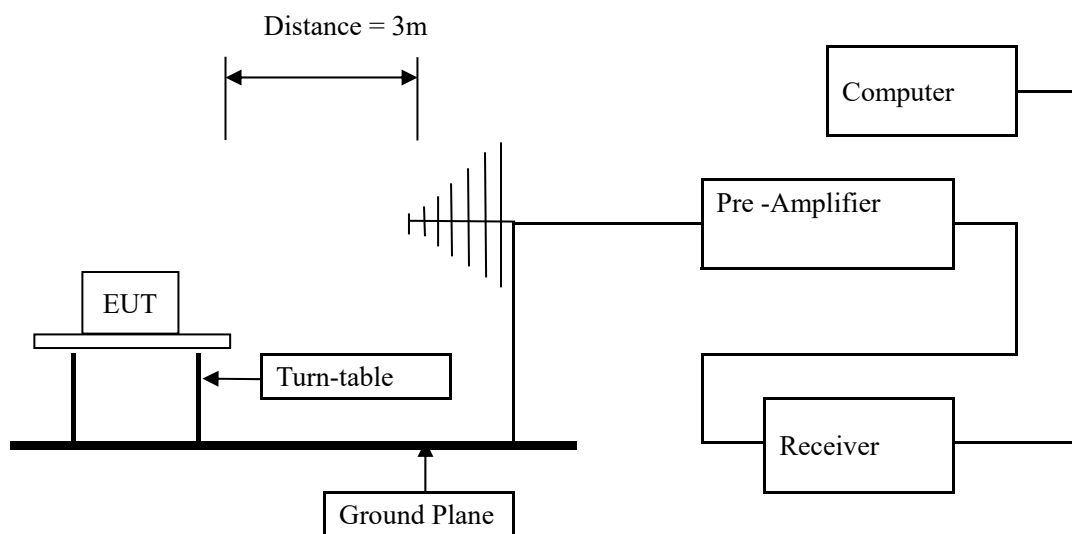 Distance = 3m
Computer
Pre -Amplifier
EUT
Turn-table
Receiver
Ground Plane